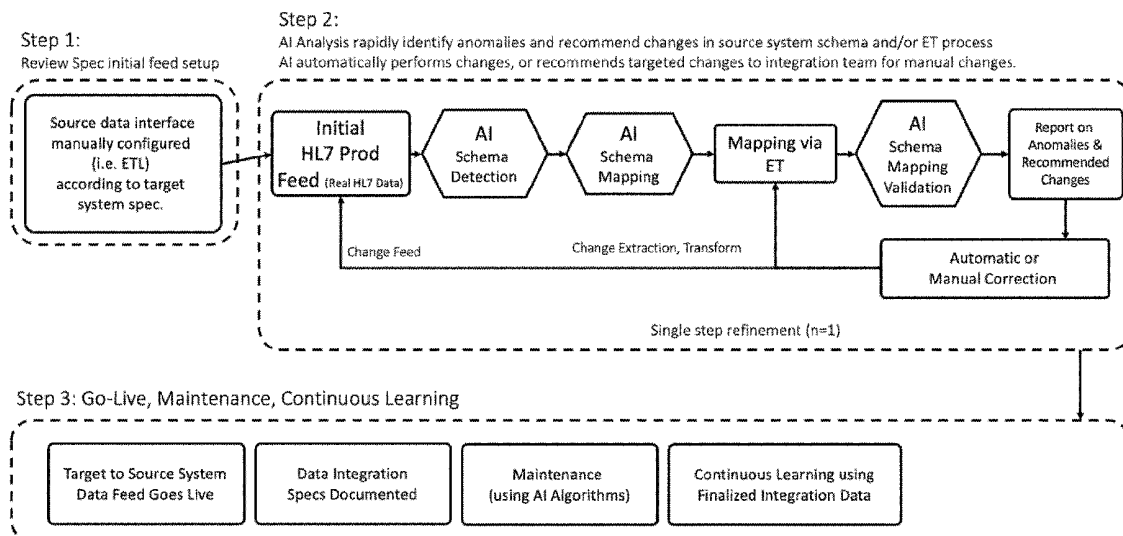 Step 1:
Review Spec initial feed setup
Source data interface
manually configured
(i.e. ETL)
according to target
system spec.
Step 2:
AI Analysis rapidly identify anomalies and recommend changes in source system schema and/or ET process
AI automatically performs changes, or recommends targeted changes to integration team for manual changes.
Initial
HL7 Prod
Feed (Real HL7 Data)
AI
Schema
Detection
AI
Schema
Mapping
Mapping via
ET
AI
Schema
Mapping
Validation
Report on
Anomalies &
Recommended
Changes
Automatic or
Manual Correction
Change Feed
Change Extraction, Transform
Single step refinement (n=1)
Step 3: Go-Live, Maintenance, Continuous Learning
Target to Source System
Data Feed Goes Live
Data Integration
Specs Documented
Maintenance
(using AI Algorithms)
Continuous Learning using
Finalized Integration Data